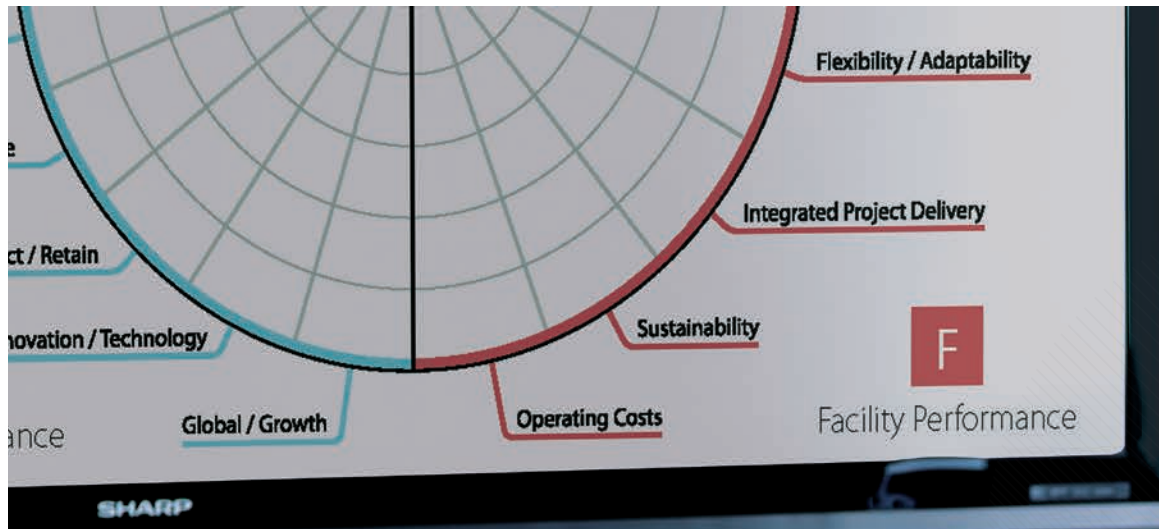 Flexibility / Adaptability
e
Integrated Project Delivery
ct / Retain
Sustainability
novation / Technology
F
Operating Costs
Facility Performance
Global / Growth
ance
SHARP